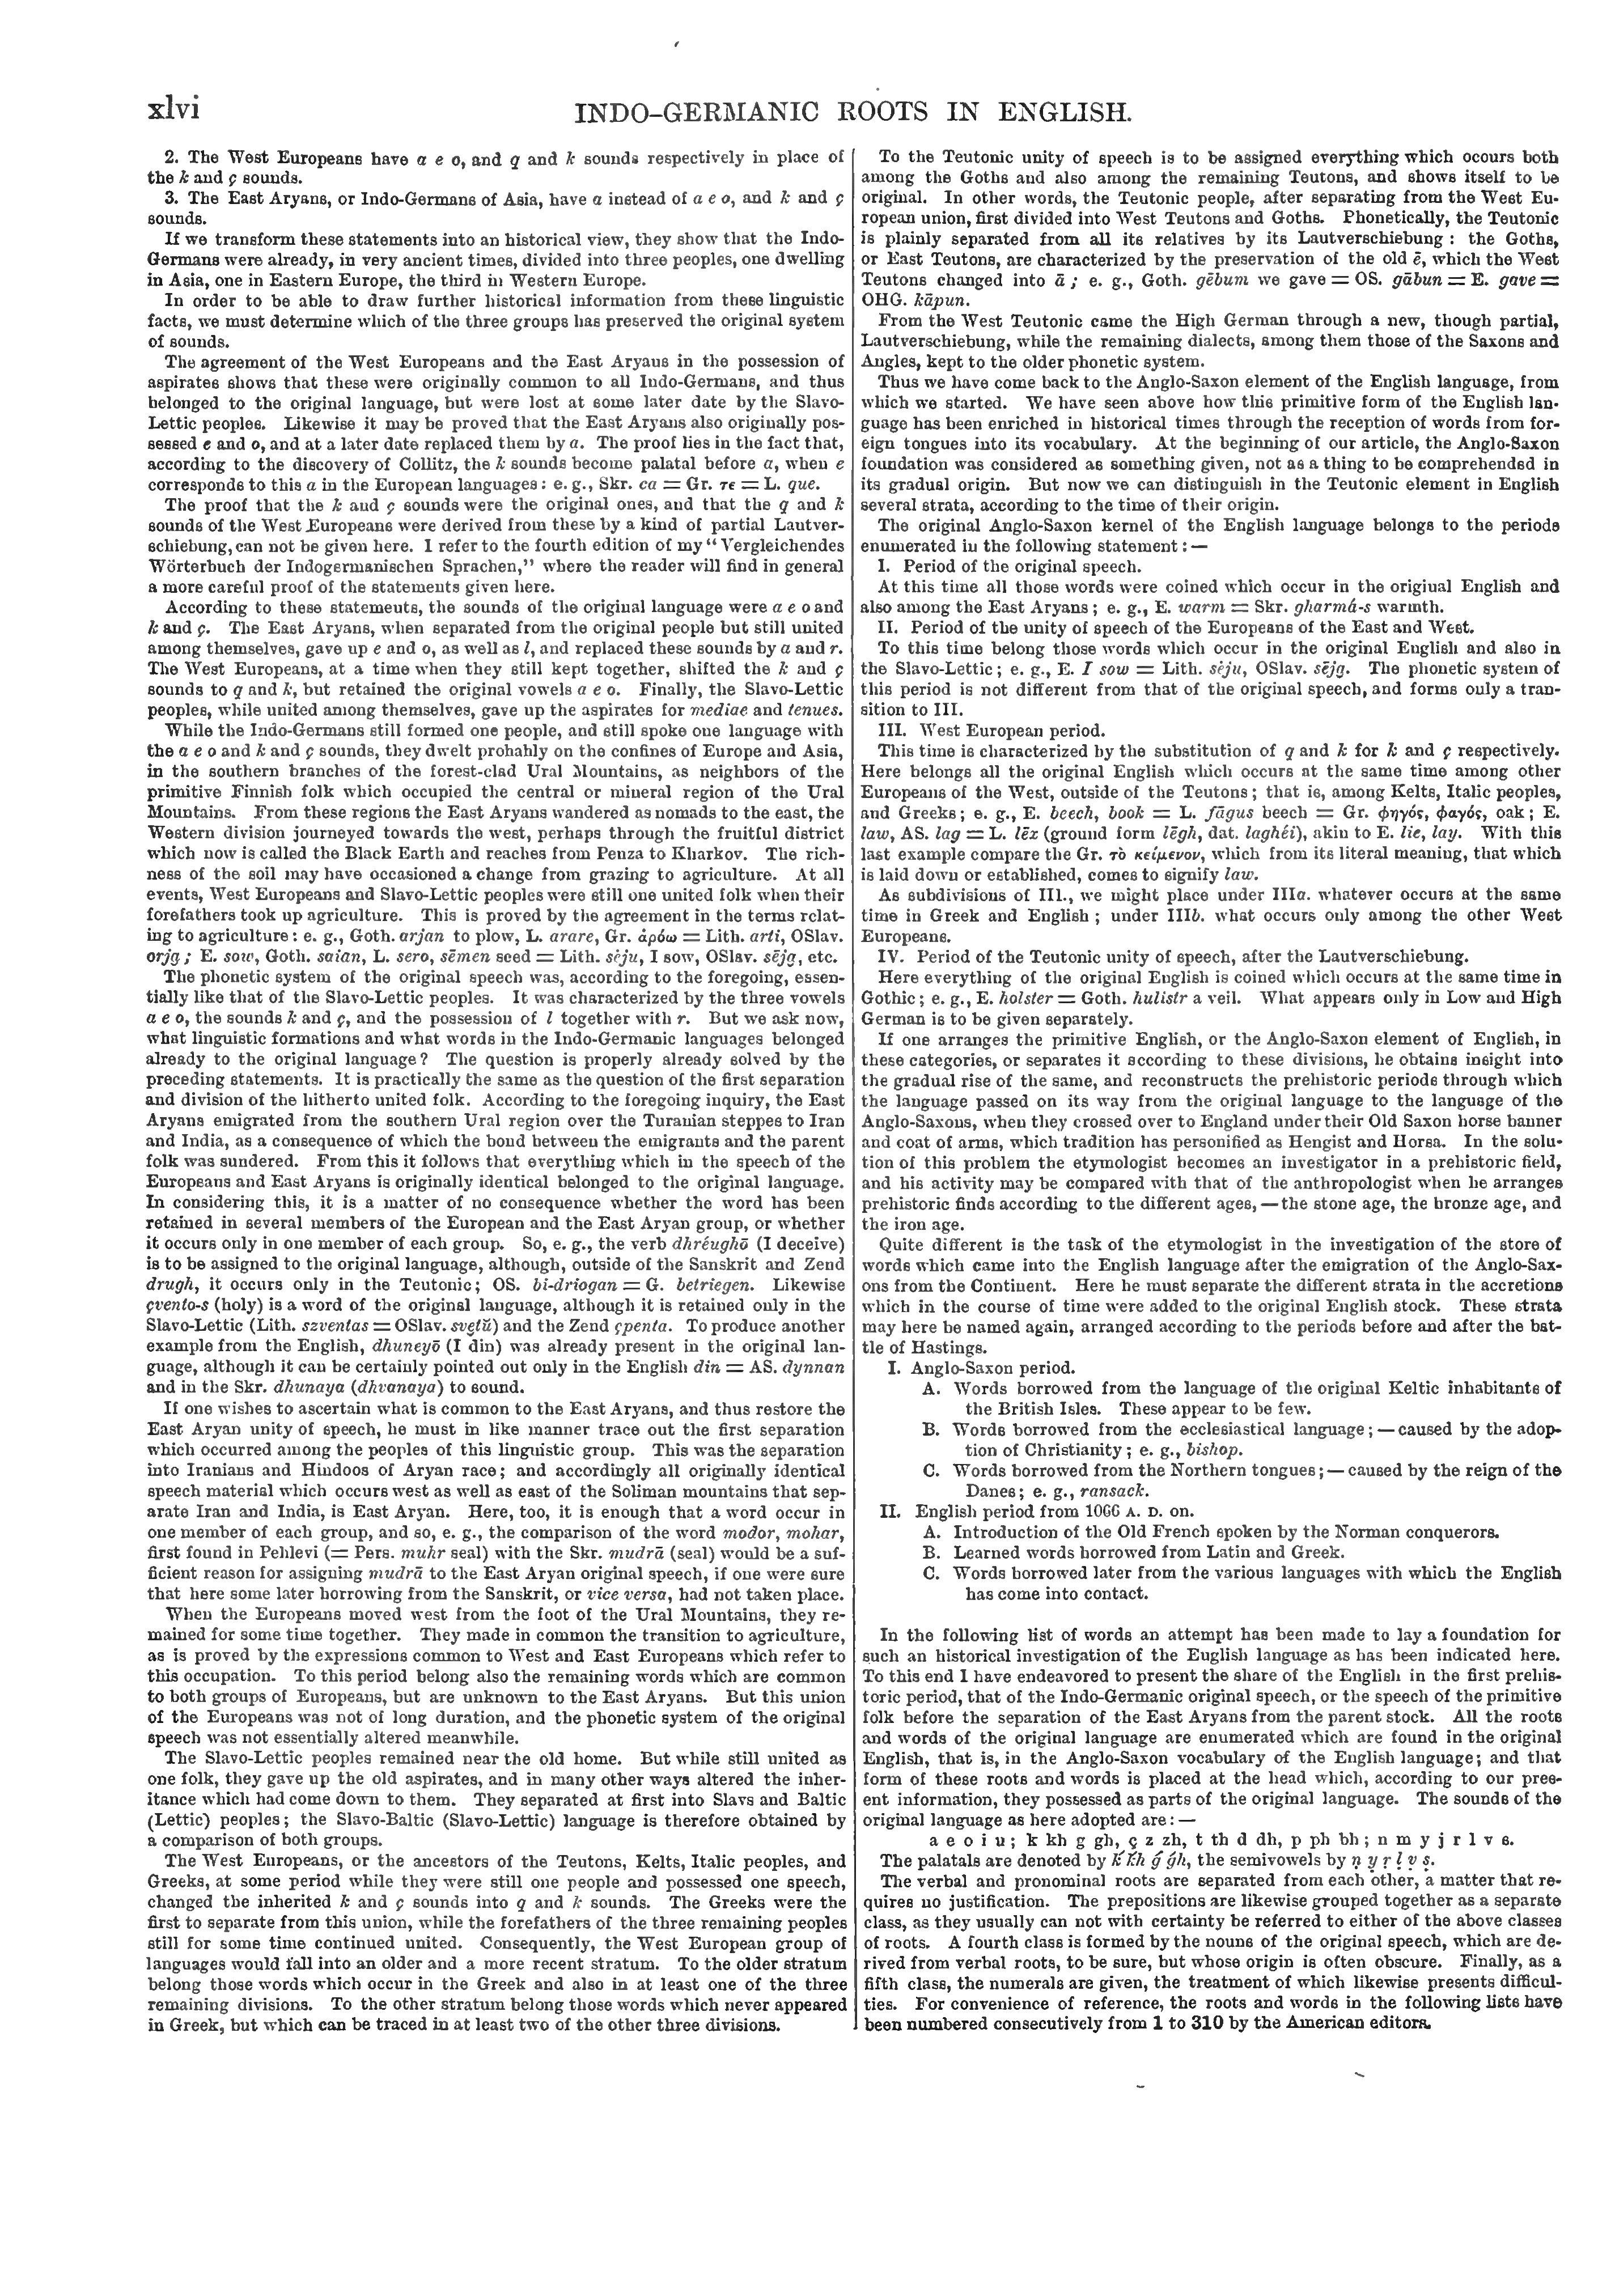 xlvi
INDO-GERMANIC ROOTS IN ENGLISH.
2. The West Europeans have a e o, and q and k sounds respectively in place of
the k and ç sounds.
3. The East Aryans, or Indo-Germans of Asia, have a instead of a e o, and k and ç
sounds.
If we transform these statements into an historical view, they show that the Indo-
Germans were already, in very ancient times, divided into three peoples, one dwelling
in Asia, one in Eastern Europe, the third in Western Europe.
In order to be able to draw further historical information from these linguistic
facts, we must determine which of the three groups has preserved the original system
of sounds.
The agreement of the West Europeans and the East Aryans in the possession of
aspirates shows that these were originally common to all Indo-Germans, and thus
belonged to the original language, but were lost at some later date by the Slavo-
Lettic peoples. Likewise it may be proved that the East Aryans also originally pos-
sessed e and o, and at a later date replaced them by a. The proof lies in the fact that,
according to the discovery of Collitz, the k sounds become palatal before a, when e
corresponds to this a in the European languages: e. g., Skr. ca = Gr. τε = L. que.
The proof that the k and ç sounds were the original ones, and that the q and k
sounds of the West Europeans were derived from these by a kind of partial Lautver-
schiebung, can not be given here. I refer to the fourth edition of my “Vergleichendes
Wörterbuch der Indogermanischen Sprachen,” where the reader will find in general
a more careful proof of the statements given here.
According to these statements, the sounds of the original language were a e o and
k and ç. The East Aryans, when separated from the original people but still united
among themselves, gave up e and o, as well as l, and replaced these sounds by a and r.
The West Europeans, at a time when they still kept together, shifted the k and ç
sounds to q and k, but retained the original vowels a e o. Finally, the Slavo-Lettic
peoples, while united among themselves, gave up the aspirates for mediae and tenues.
While the Indo-Germans still formed one people, and still spoke one language with
the a e o and k and ç sounds, they dwelt probably on the confines of Europe and Asia,
in the southern branches of the forest-clad Ural Mountains, as neighbors of the
primitive Finnish folk which occupied the central or mineral region of the Ural
Mountains. From these regions the East Aryans wandered as nomads to the east, the
Western division journeyed towards the west, perhaps through the fruitful district
which now is called the Black Earth and reaches from Penza to Kharkov. The rich-
ness of the soil may have occasioned a change from grazing to agriculture. At all
events, West Europeans and Slavo-Lettic peoples were still one united folk when their
forefathers took up agriculture. This is proved by the agreement in the terms relat-
ing to agriculture: e. g., Goth. arjan to plow, L. arare, Gr. ἀρόω = Lith. arti, OSlav.
orją; E. sow, Goth. saian, L. sero, sēmen seed = Lith. sėju, I sow, OSlav. sēją, etc.
The phonetic system of the original speech was, according to the foregoing, essen-
tially like that of the Slavo-Lettic peoples. It was characterized by the three vowels
a e o, the sounds k and ç, and the possession of l together with r. But we ask now,
what linguistic formations and what words in the Indo-Germanic languages belonged
already to the original language? The question is properly already solved by the
preceding statements. It is practically the same as the question of the first separation
and division of the hitherto united folk. According to the foregoing inquiry, the East
Aryans emigrated from the southern Ural region over the Turanian steppes to Iran
and India, as a consequence of which the bond between the emigrants and the parent
folk was sundered. From this it follows that everything which in the speech of the
Europeans and East Aryans is originally identical belonged to the original language.
In considering this, it is a matter of no consequence whether the word has been
retained in several members of the European and the East Aryan group, or whether
it occurs only in one member of each group. So, e. g., the verb dhréughō (I deceive)
is to be assigned to the original language, although, outside of the Sanskrit and Zend
drugh, it occurs only in the Teutonic; OS. bi-driogan = G. betriegen. Likewise
çvento-s (holy) is a word of the original language, although it is retained only in the
Slavo-Lettic (Lith. szventas = OSlav. svętŭ) and the Zend çpenta. To produce another
example from the English, dhuneyō (I din) was already present in the original lan-
guage, although it can be certainly pointed out only in the English din = AS. dynnan
and in the Skr. dhunaya (dhvanaya) to sound.
If one wishes to ascertain what is common to the East Aryans, and thus restore the
East Aryan unity of speech, he must in like manner trace out the first separation
which occurred among the peoples of this linguistic group. This was the separation
into Iranians and Hindoos of Aryan race; and accordingly all originally identical
speech material which occurs west as well as east of the Soliman mountains that sep-
arate Iran and India, is East Aryan. Here, too, it is enough that a word occur in
one member of each group, and so, e. g., the comparison of the word modor, mohar,
first found in Pehlevi (= Pers. muhr seal) with the Skr. mudrā (seal) would be a suf-
ficient reason for assigning mudrā to the East Aryan original speech, if one were sure
that here some later borrowing from the Sanskrit, or vice versa, had not taken place.
When the Europeans moved west from the foot of the Ural Mountains, they re-
mained for some time together. They made in common the transition to agriculture,
as is proved by the expressions common to West and East Europeans which refer to
this occupation. To this period belong also the remaining words which are common
to both groups of Europeans, but are unknown to the East Aryans. But this union
of the Europeans was not of long duration, and the phonetic system of the original
speech was not essentially altered meanwhile.
The Slavo-Lettic peoples remained near the old home. But while still united as
one folk, they gave up the old aspirates, and in many other ways altered the inher-
itance which had come down to them. They separated at first into Slavs and Baltic
(Lettic) peoples; the Slavo-Baltic (Slavo-Lettic) language is therefore obtained by
a comparison of both groups.
The West Europeans, or the ancestors of the Teutons, Kelts, Italic peoples, and
Greeks, at some period while they were still one people and possessed one speech,
changed the inherited k and ç sounds into q and k sounds. The Greeks were the
first to separate from this union, while the forefathers of the three remaining peoples
still for some time continued united. Consequently, the West European group of
languages would fall into an older and a more recent stratum. To the older stratum
belong those words which occur in the Greek and also in at least one of the three
remaining divisions. To the other stratum belong those words which never appeared
in Greek, but which can be traced in at least two of the other three divisions.
To the Teutonic unity of speech is to be assigned everything which occurs both
among the Goths and also among the remaining Teutons, and shows itself to be
original. In other words, the Teutonic people, after separating from the West Eu-
ropean union, first divided into West Teutons and Goths. Phonetically, the Teutonic
is plainly separated from all its relatives by its Lautverschiebung: the Goths,
or East Teutons, are characterized by the preservation of the old ē, which the West
Teutons changed into ā; e. g., Goth. gēbum we gave = OS. gābun = E. gave =
OHG. kāpun.
From the West Teutonic came the High German through a new, though partial,
Lautverschiebung, while the remaining dialects, among them those of the Saxons and
Angles, kept to the older phonetic system.
Thus we have come back to the Anglo-Saxon element of the English language, from
which we started. We have seen above how this primitive form of the English lan-
guage has been enriched in historical times through the reception of words from for-
eign tongues into its vocabulary. At the beginning of our article, the Anglo-Saxon
foundation was considered as something given, not as a thing to be comprehended in
its gradual origin. But now we can distinguish in the Teutonic element in English
several strata, according to the time of their origin.
The original Anglo-Saxon kernel of the English language belongs to the periods
enumerated in the following statement: —
I. Period of the original speech.
At this time all those words were coined which occur in the original English and
also among the East Aryans; e. g., E. warm = Skr. gharmá-s warmth.
II. Period of the unity of speech of the Europeans of the East and West.
To this time belong those words which occur in the original English and also in
the Slavo-Lettic; e. g., E. I sow = Lith. sėju, OSlav. sēją. The phonetic system of
this period is not different from that of the original speech, and forms only a tran-
sition to III.
III. West European period.
This time is characterized by the substitution of q and k for k and ç respectively.
Here belongs all the original English which occurs at the same time among other
Europeans of the West, outside of the Teutons; that is, among Kelts, Italic peoples,
and Greeks; e. g., E. beech, book = L. fāgus beech = Gr. φηγός, φαγός, oak; E.
law, AS. lag = L. lēx (ground form lēgh, dat. laghéi), akin to E. lie, lay. With this
last example compare the Gr. τὸ κείμενον, which from its literal meaning, that which
is laid down or established, comes to signify law.
As subdivisions of III., we might place under IIIa. whatever occurs at the same
time in Greek and English; under IIIb. what occurs only among the other West
Europeans.
IV. Period of the Teutonic unity of speech, after the Lautverschiebung.
Here everything of the original English is coined which occurs at the same time in
Gothic; e. g., E. holster = Goth. hulistr a veil. What appears only in Low and High
German is to be given separately.
If one arranges the primitive English, or the Anglo-Saxon element of English, in
these categories, or separates it according to these divisions, he obtains insight into
the gradual rise of the same, and reconstructs the prehistoric periods through which
the language passed on its way from the original language to the language of the
Anglo-Saxons, when they crossed over to England under their Old Saxon horse banner
and coat of arms, which tradition has personified as Hengist and Horsa. In the solu-
tion of this problem the etymologist becomes an investigator in a prehistoric field,
and his activity may be compared with that of the anthropologist when he arranges
prehistoric finds according to the different ages, — the stone age, the bronze age, and
the iron age.
Quite different is the task of the etymologist in the investigation of the store of
words which came into the English language after the emigration of the Anglo-Sax-
ons from the Continent. Here he must separate the different strata in the accretions
which in the course of time were added to the original English stock. These strata
may here be named again, arranged according to the periods before and after the bat-
tle of Hastings.
I. Anglo-Saxon period.
A. Words borrowed from the language of the original Keltic inhabitants of
the British Isles. These appear to be few.
B. Words borrowed from the ecclesiastical language; — caused by the adop-
tion of Christianity; e. g., bishop.
C. Words borrowed from the Northern tongues; — caused by the reign of the
Danes; e. g., ransack.
II. English period from 1066 A. D. on.
A. Introduction of the Old French spoken by the Norman conquerors.
B. Learned words borrowed from Latin and Greek.
C. Words borrowed later from the various languages with which the English
has come into contact.
In the following list of words an attempt has been made to lay a foundation for
such an historical investigation of the English language as has been indicated here.
To this end I have endeavored to present the share of the English in the first prehis-
toric period, that of the Indo-Germanic original speech, or the speech of the primitive
folk before the separation of the East Aryans from the parent stock. All the roots
and words of the original language are enumerated which are found in the original
English, that is, in the Anglo-Saxon vocabulary of the English language; and that
form of these roots and words is placed at the head which, according to our pres-
ent information, they possessed as parts of the original language. The sounds of the
original language as here adopted are: —
a e o i u; k kh g gh, ç z zh, t th d dh, p ph bh; n m y j r l v s.
The palatals are denoted by ḱ ḱh ǵ ǵh, the semivowels by ṇ y̤ ṛ ḷ ṿ ṣ.
The verbal and pronominal roots are separated from each other, a matter that re-
quires no justification. The prepositions are likewise grouped together as a separate
class, as they usually can not with certainty be referred to either of the above classes
of roots. A fourth class is formed by the nouns of the original speech, which are de-
rived from verbal roots, to be sure, but whose origin is often obscure. Finally, as a
fifth class, the numerals are given, the treatment of which likewise presents difficul-
ties. For convenience of reference, the roots and words in the following lists have
been numbered consecutively from 1 to 310 by the American editors.